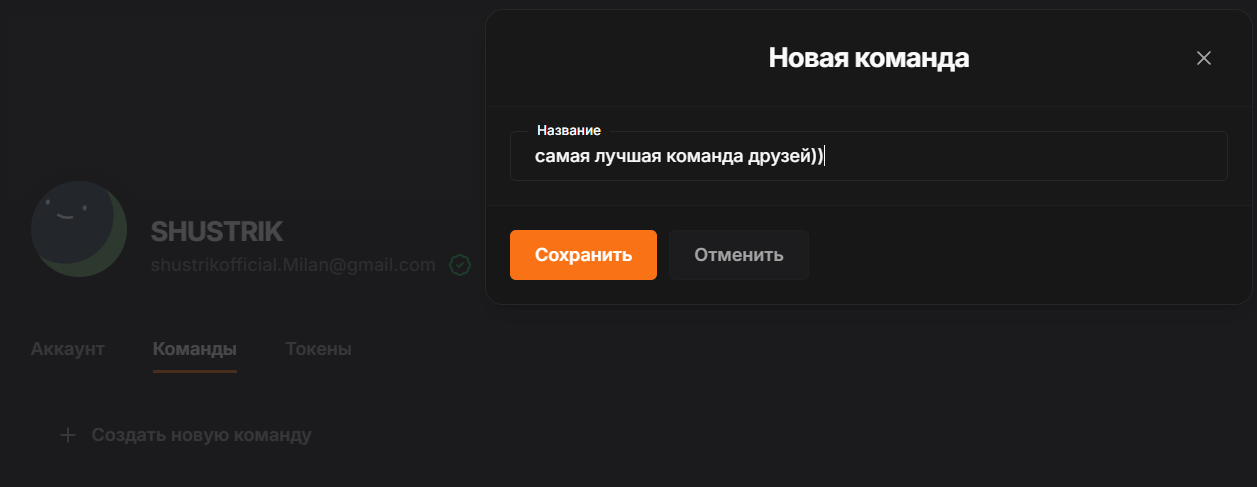 Новая команда
Название
самая лучшая команда друзей))
Сохранить
Отменить
SHUSTRIK
shustrikofficial.Milan@gmail.com
Аккаунт
Команды
Токены
Создать новую команду